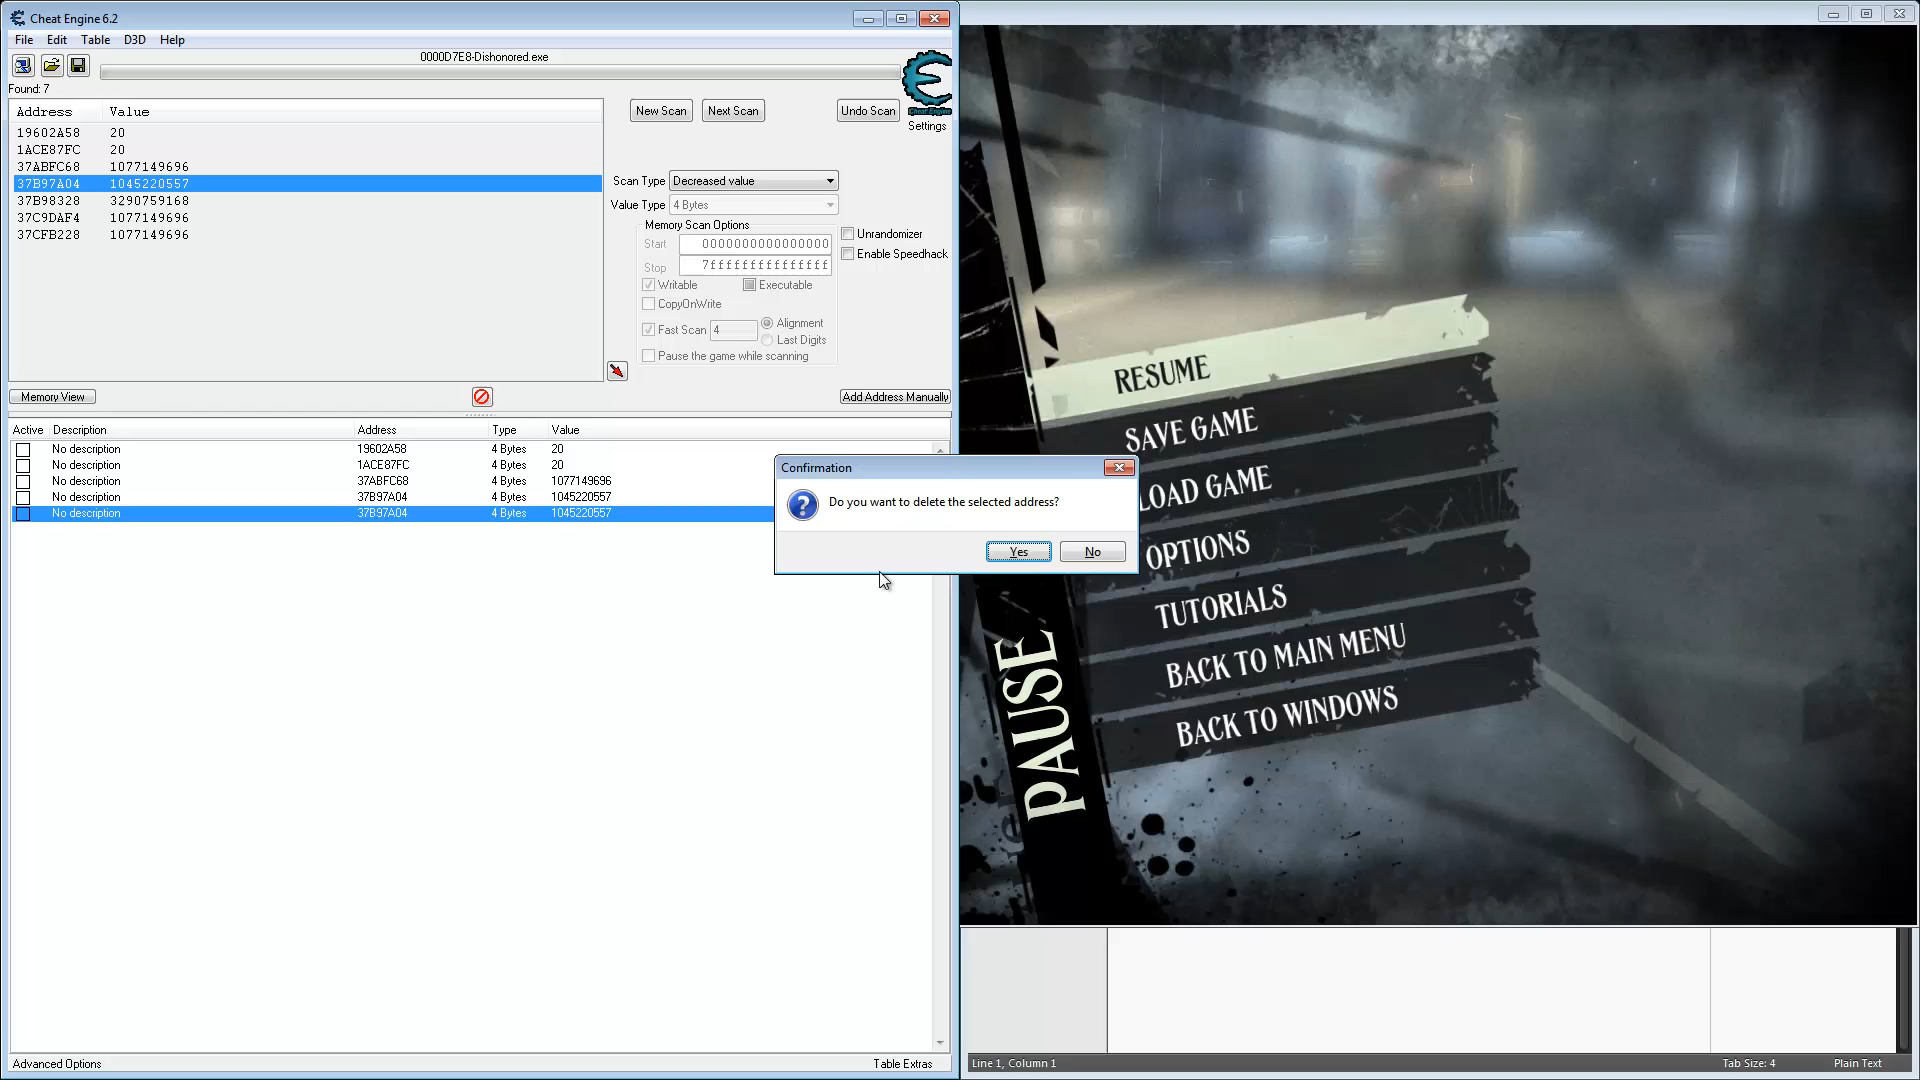 Cheat Engine 6.2
File Edit Table D3D Help
0000D7E8-Dishonored.exe
Found: 7
Address Value
19602A58 20
1ACE87FC 20
37ABFC68 1077149696
37B97A04 1045220557
37B98328 3290759168
37C9DAF4 1077149696
37CFB228 1077149696
New Scan Next Scan Undo Scan
Cheat Engine
Settings
Scan Type Decreased value
Value Type 4 Bytes
Memory Scan Options
Start 0000000000000000
Stop 7fffffffffffffff
Unrandomizer
Enable Speedhack
Writable Executable
CopyOnWrite
Fast Scan 4 Alignment
Last Digits
Pause the game while scanning
Memory View Add Address Manually
Active Description Address Type Value
No description 19602A58 4 Bytes 20
No description 1ACE87FC 4 Bytes 20
No description 37ABFC68 4 Bytes 1077149696
No description 37B97A04 4 Bytes 1045220557
No description 37B97A04 4 Bytes 1045220557
Confirmation
Do you want to delete the selected address?
Yes No
Advanced Options Table Extras
RESUME
SAVE GAME
LOAD GAME
OPTIONS
TUTORIALS
BACK TO MAIN MENU
BACK TO WINDOWS
PAUSE
Line 1, Column 1 Tab Size: 4 Plain Text